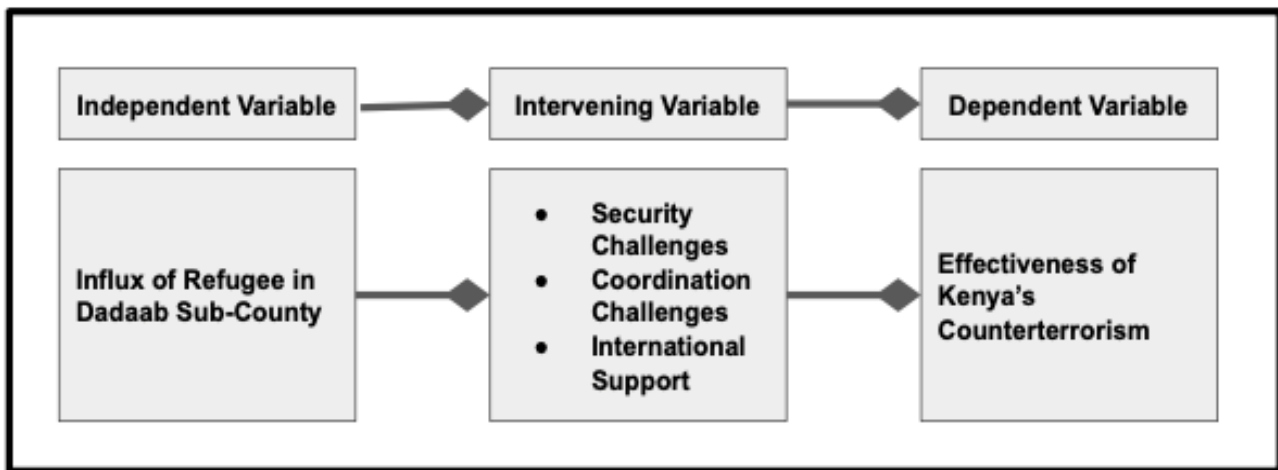 Independent Variable
Intervening Variable
Dependent Variable
Influx of Refugee in
Dadaab Sub-County
● Security
Challenges
● Coordination
Challenges
● International
Support
Effectiveness of
Kenya's
Counterterrorism